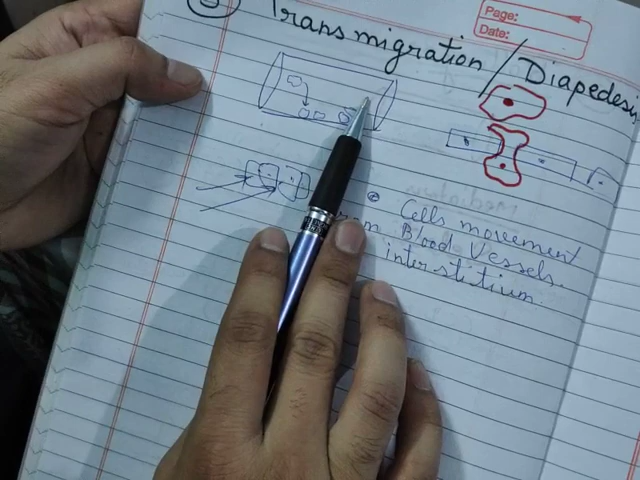 Page:
Date:
Transmigration / Diapedesis
Cells movement
Blood Vessels.
interstitium.